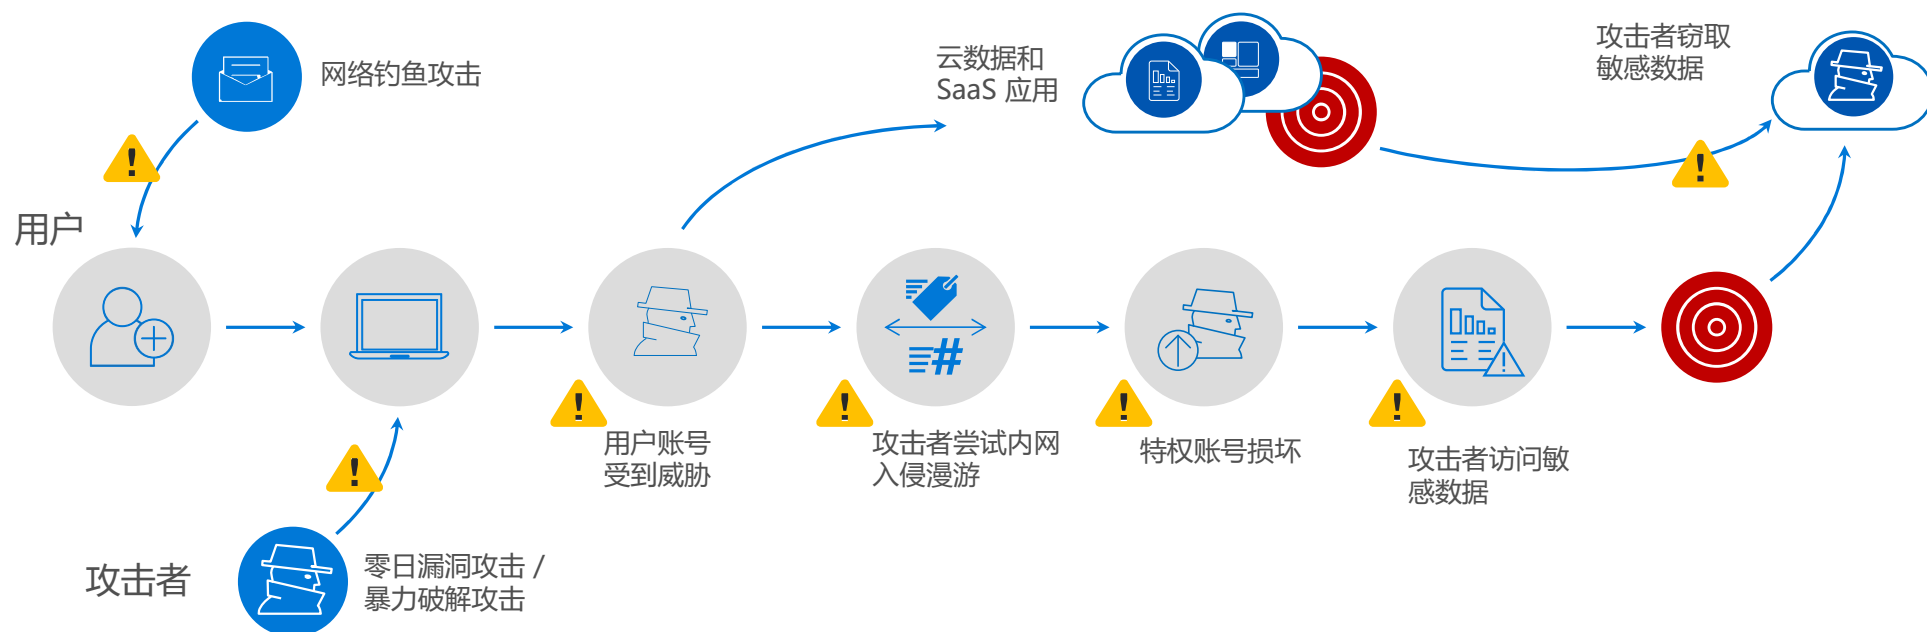 网络钓鱼攻击
云数据和
SaaS 应用
攻击者窃取
敏感数据
用户
用户账号
受到威胁
攻击者尝试内网
入侵漫游
特权账号损坏
攻击者访问敏
感数据
攻击者
零日漏洞攻击 /
暴力破解攻击